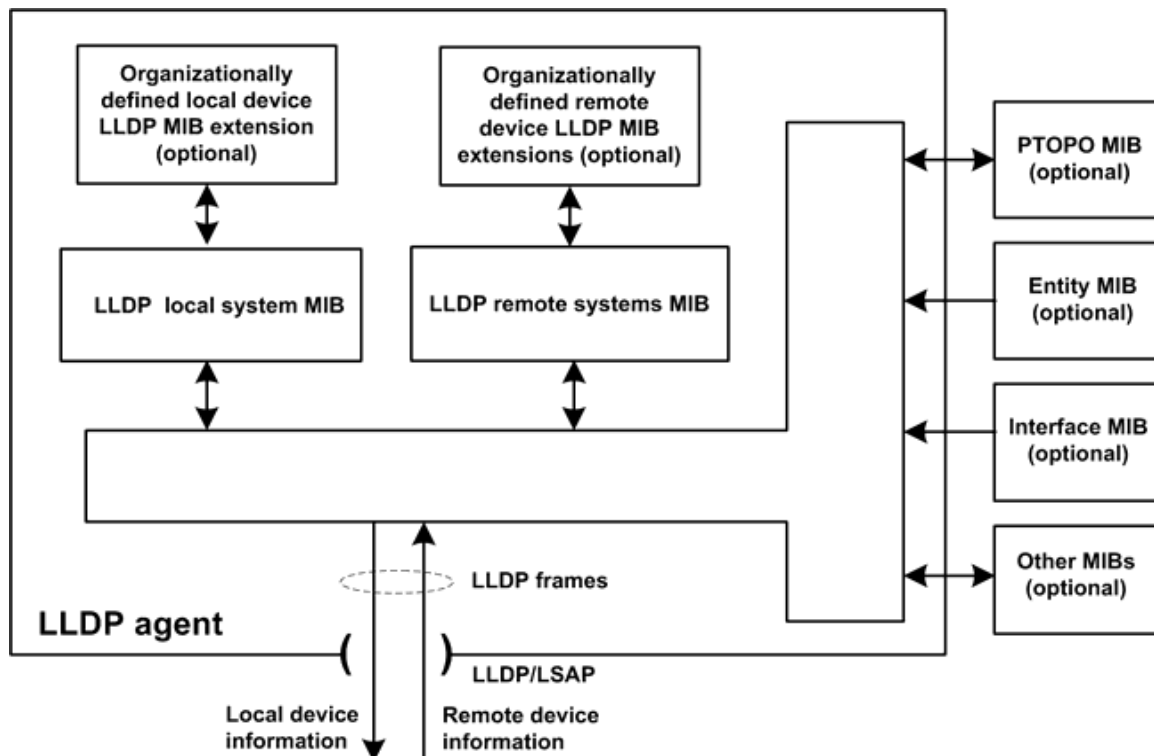 Organizationally
defined local device
LLDP MIB extension
(optional)
Organizationally
defined remote
device LLDP MIB
extensions (optional)
PTOPO MIB
(optional)
LLDP  local system MIB
LLDP remote systems MIB
Entity MIB
(optional)
Interface MIB
(optional)
Other MIBs
(optional)
LLDP frames
LLDP agent
LLDP/LSAP
Local device
information
Remote device
information